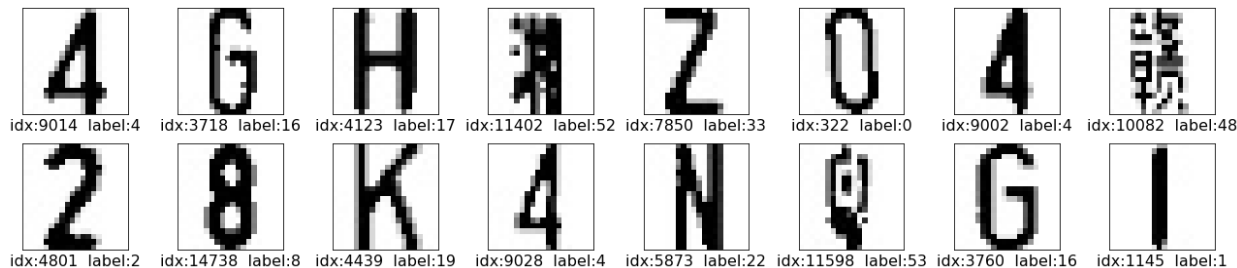 4 G H Z 0 4
idx:9014 label:4 idx:3718 label:16 idx:4123 label:17 idx:11402 label:52 idx:7850 label:33 idx:322 label:0 idx:9002 label:4 idx:10082 label:48
2 8 K 4 N G 1
idx:4801 label:2 idx:14738 label:8 idx:4439 label:19 idx:9028 label:4 idx:5873 label:22 idx:11598 label:53 idx:3760 label:16 idx:1145 label:1